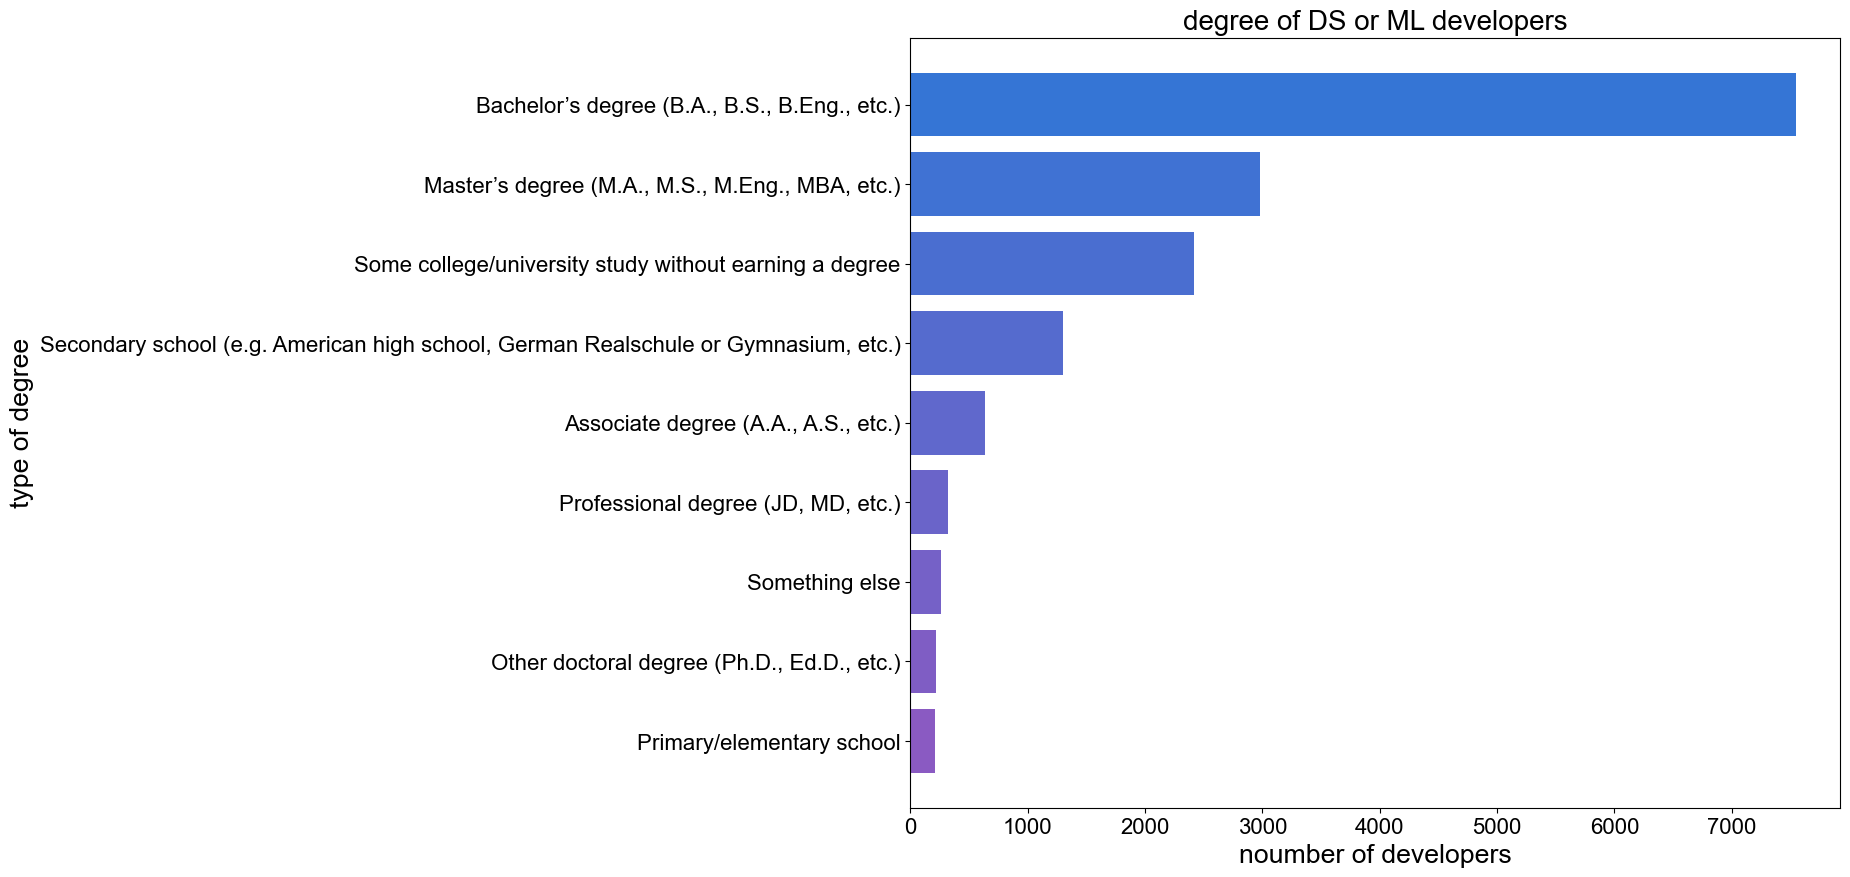 degree of DS or ML developers
type of degree
Bachelor’s degree (B.A., B.S., B.Eng., etc.)
Master’s degree (M.A., M.S., M.Eng., MBA, etc.)
Some college/university study without earning a degree
Secondary school (e.g. American high school, German Realschule or Gymnasium, etc.)
Associate degree (A.A., A.S., etc.)
Professional degree (JD, MD, etc.)
Something else
Other doctoral degree (Ph.D., Ed.D., etc.)
Primary/elementary school
0 1000 2000 3000 4000 5000 6000 7000
noumber of developers